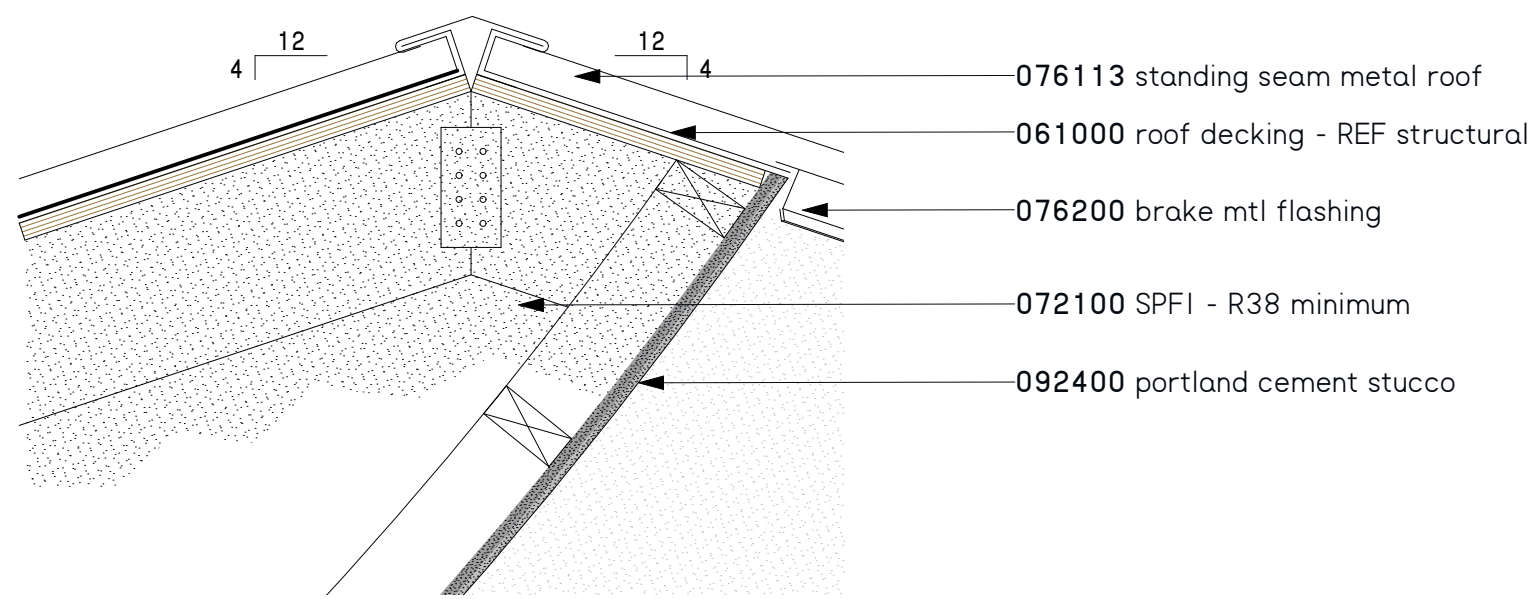 12
4
12
4
076113 standing seam metal roof
061000 roof decking - REF structural
076200 brake mtl flashing
072100 SPFI - R38 minimum
092400 portland cement stucco